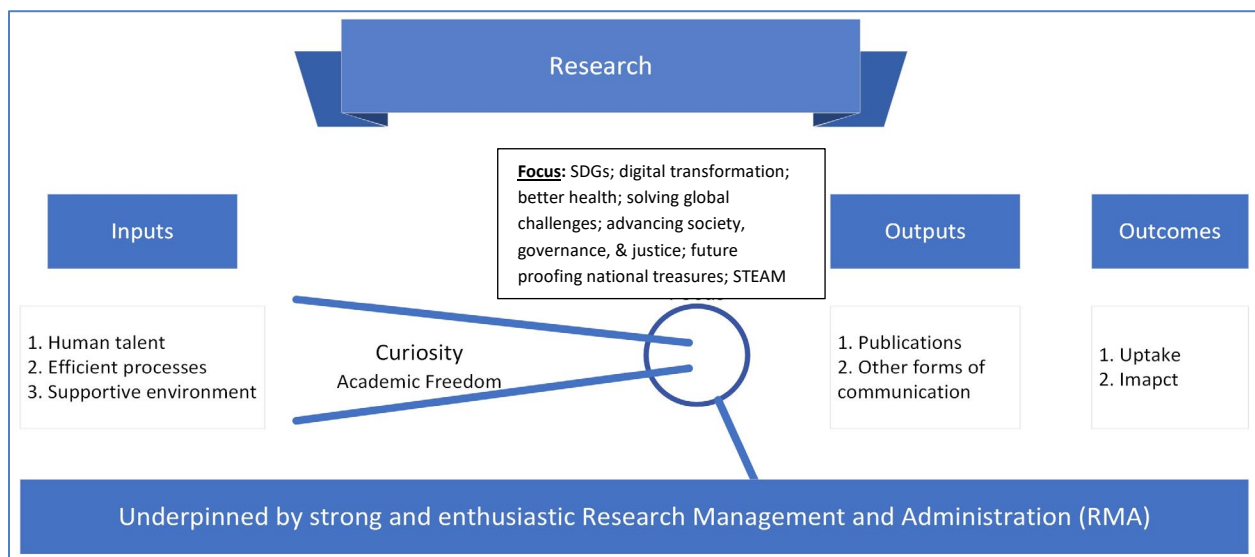 Research
Focus: SDGs; digital transformation;
better health; solving global
challenges; advancing society,
governance, & justice; future
proofing national treasures; STEAM
Inputs
Outputs
Outcomes
1. Human talent
2. Efficient processes
3. Supportive environment
Curiosity
Academic Freedom
1. Publications
2. Other forms of
communication
1. Uptake
2. Imapct
Underpinned by strong and enthusiastic Research Management and Administration (RMA)